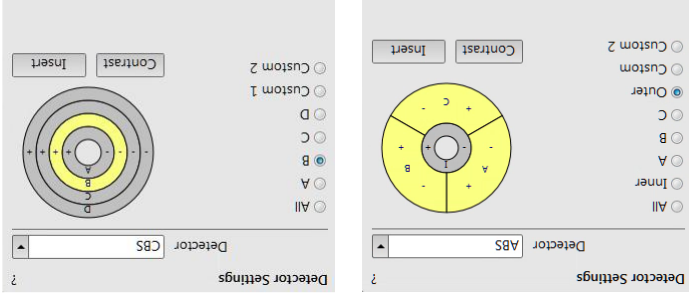 Detector Settings ?
Detector ABS
All
Inner
A
B
C
Outer
Custom
Custom 2
+ -
A I B
- - + +
+ -
C
Contrast Insert
Detector Settings ?
Detector CBS
All
A
B
C
D
Custom 1
Custom 2
D
C
B
A
- - - - + + + +
Contrast Insert